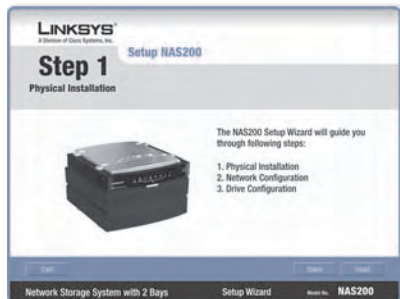 LINKSYS®
A Division of Cisco Systems, Inc.
Setup NAS200
Step 1
Physical Installation
The NAS200 Setup Wizard will guide you
through following steps:
1. Physical Installation
2. Network Configuration
3. Drive Configuration
Network Storage System with 2 Bays
Setup Wizard
Model No. NAS200